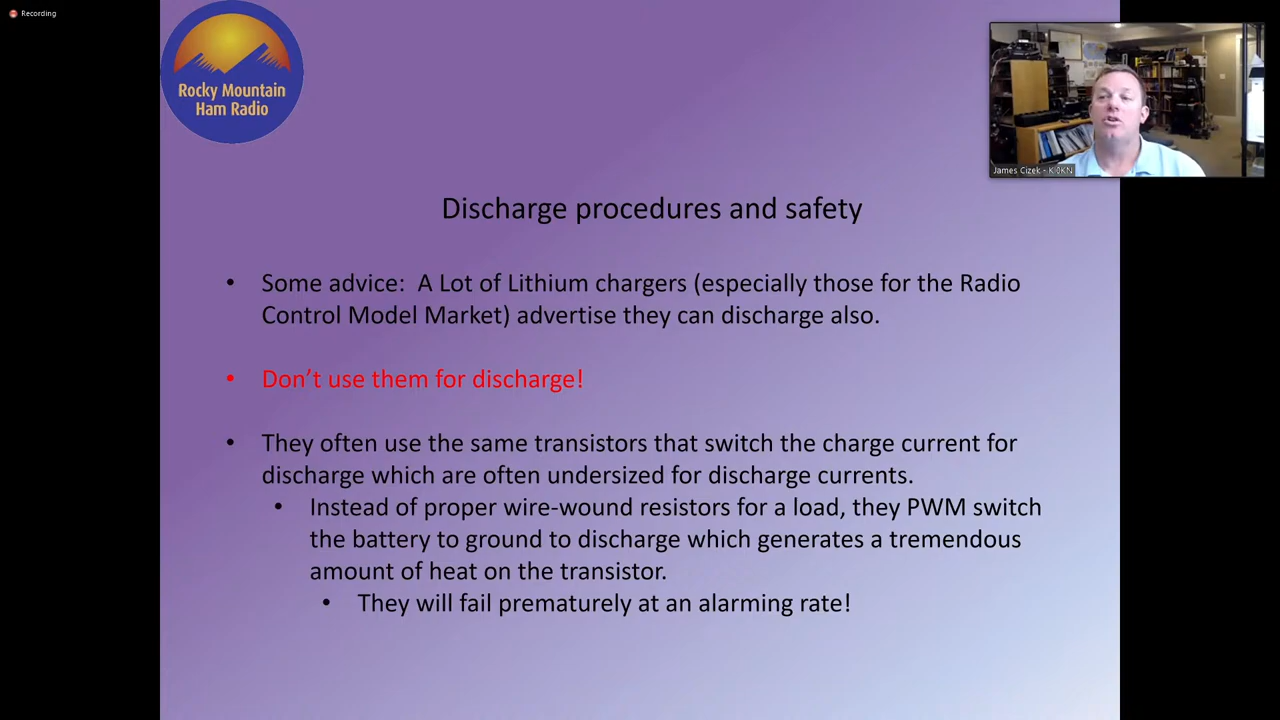 Recording
Rocky Mountain
Ham Radio
James Cizek - KI0KN
Discharge procedures and safety
• Some advice:  A Lot of Lithium chargers (especially those for the Radio
Control Model Market) advertise they can discharge also.
• Don’t use them for discharge!
• They often use the same transistors that switch the charge current for
discharge which are often undersized for discharge currents.
• Instead of proper wire-wound resistors for a load, they PWM switch
the battery to ground to discharge which generates a tremendous
amount of heat on the transistor.
• They will fail prematurely at an alarming rate!